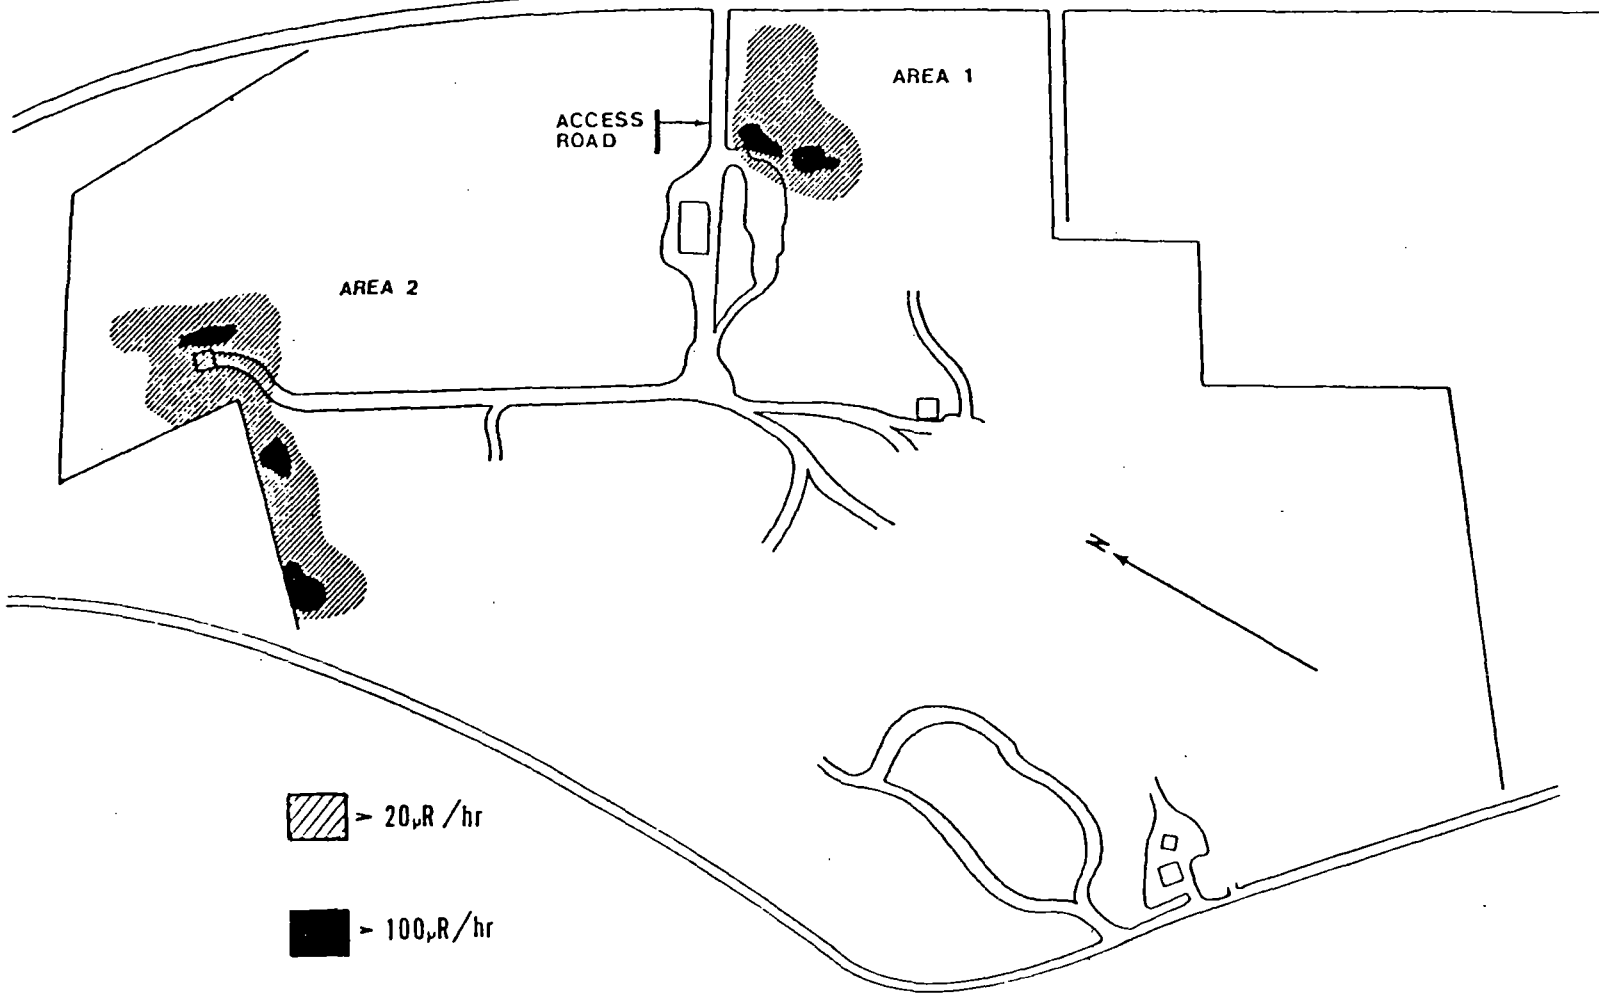 AREA 1
ACCESS
ROAD
AREA 2
N
> 20µR/hr
> 100µR/hr